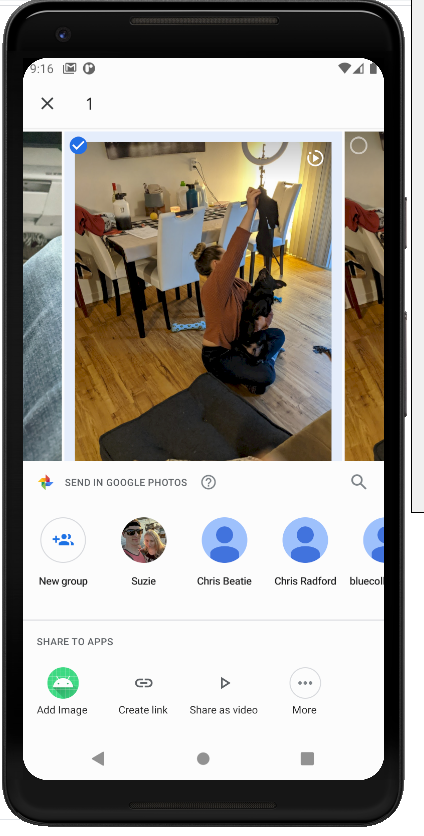 9:16
1
SEND IN GOOGLE PHOTOS
New group
Suzie
Chris Beatie
Chris Radford
bluecoll
SHARE TO APPS
Add Image
Create link
Share as video
More